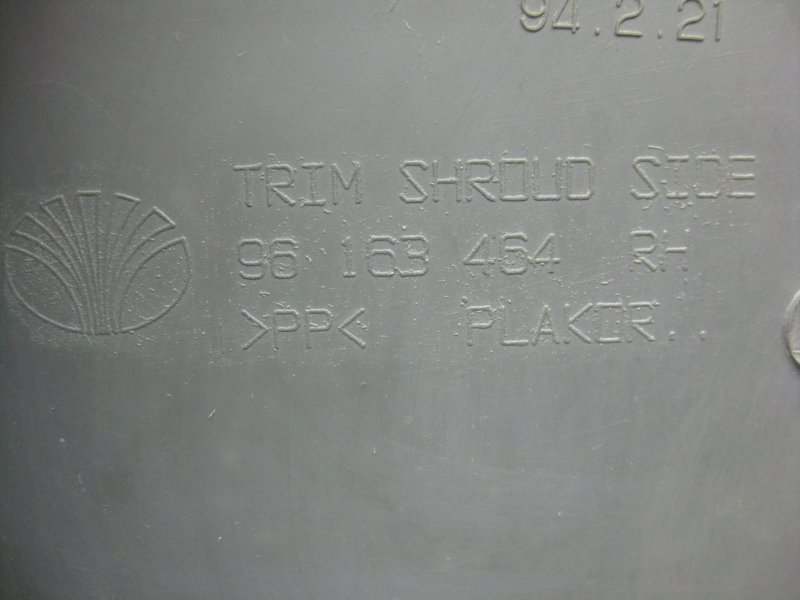 94.2.21
TRIM SHROUD SIDE
96 163 464 RH
>PP< PLAKOR..